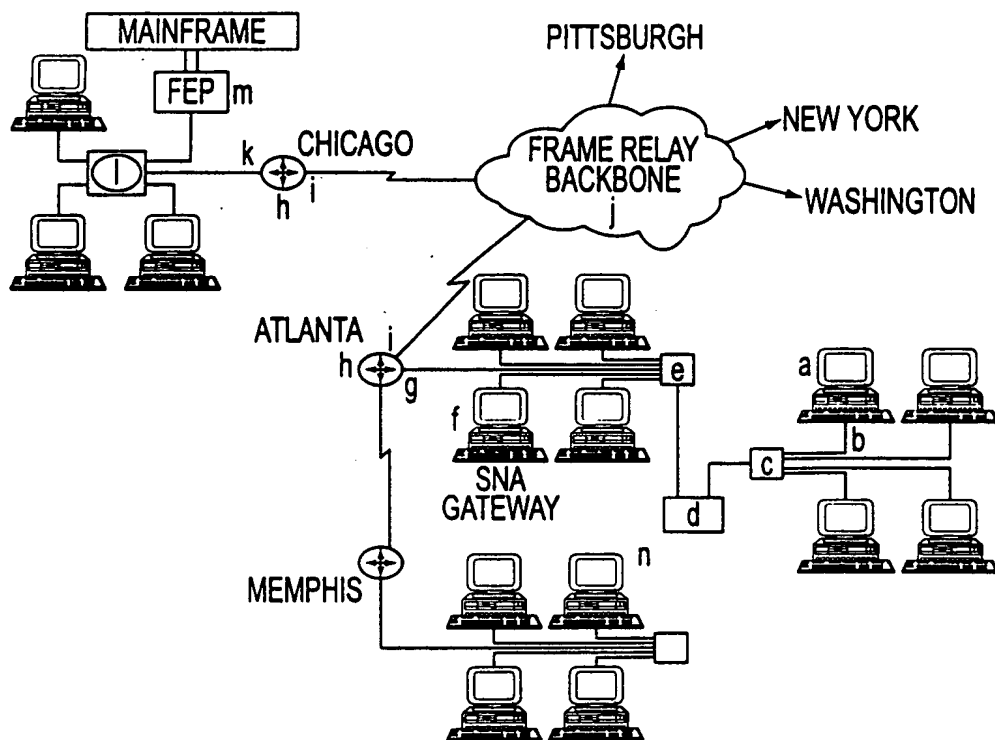 MAINFRAME
FEP m
PITTSBURGH
NEW YORK
WASHINGTON
FRAME RELAY
BACKBONE
j
l
k
CHICAGO
h
i
ATLANTA
i
h
g
e
f
SNA
GATEWAY
a
b
c
d
MEMPHIS
n